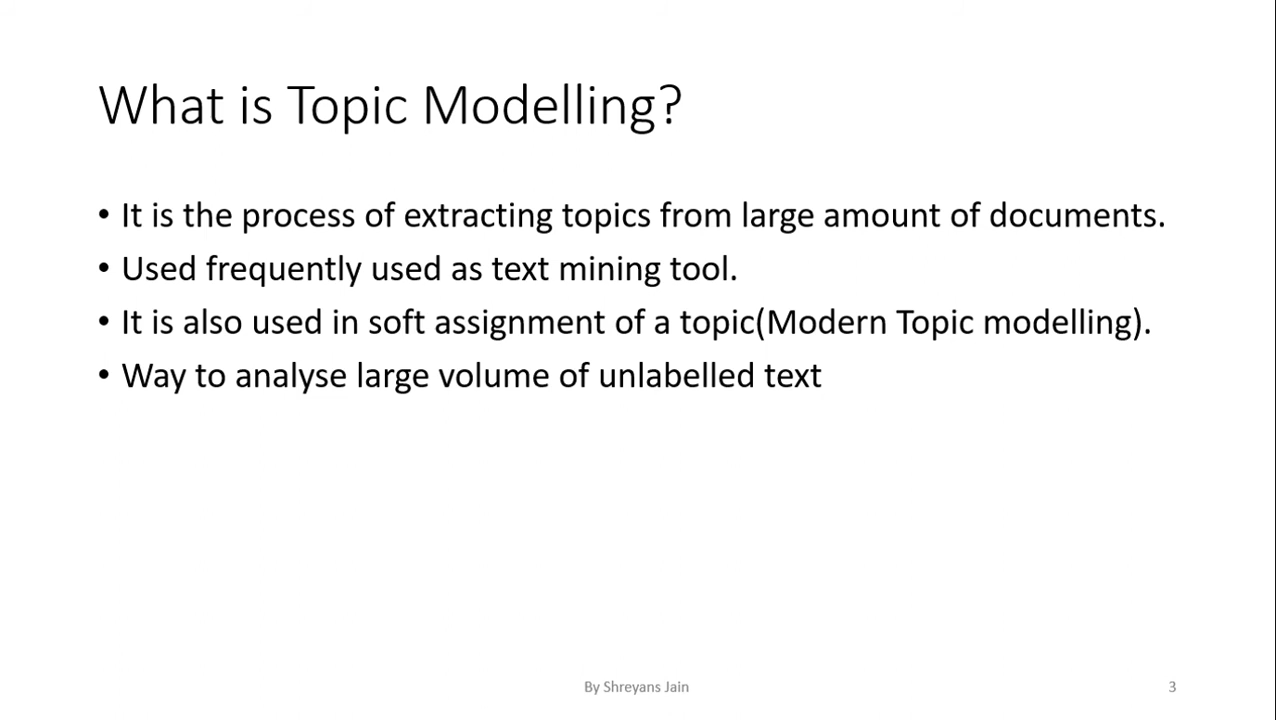 What is Topic Modelling?
• It is the process of extracting topics from large amount of documents.
• Used frequently used as text mining tool.
• It is also used in soft assignment of a topic(Modern Topic modelling).
• Way to analyse large volume of unlabelled text
By Shreyans Jain
3